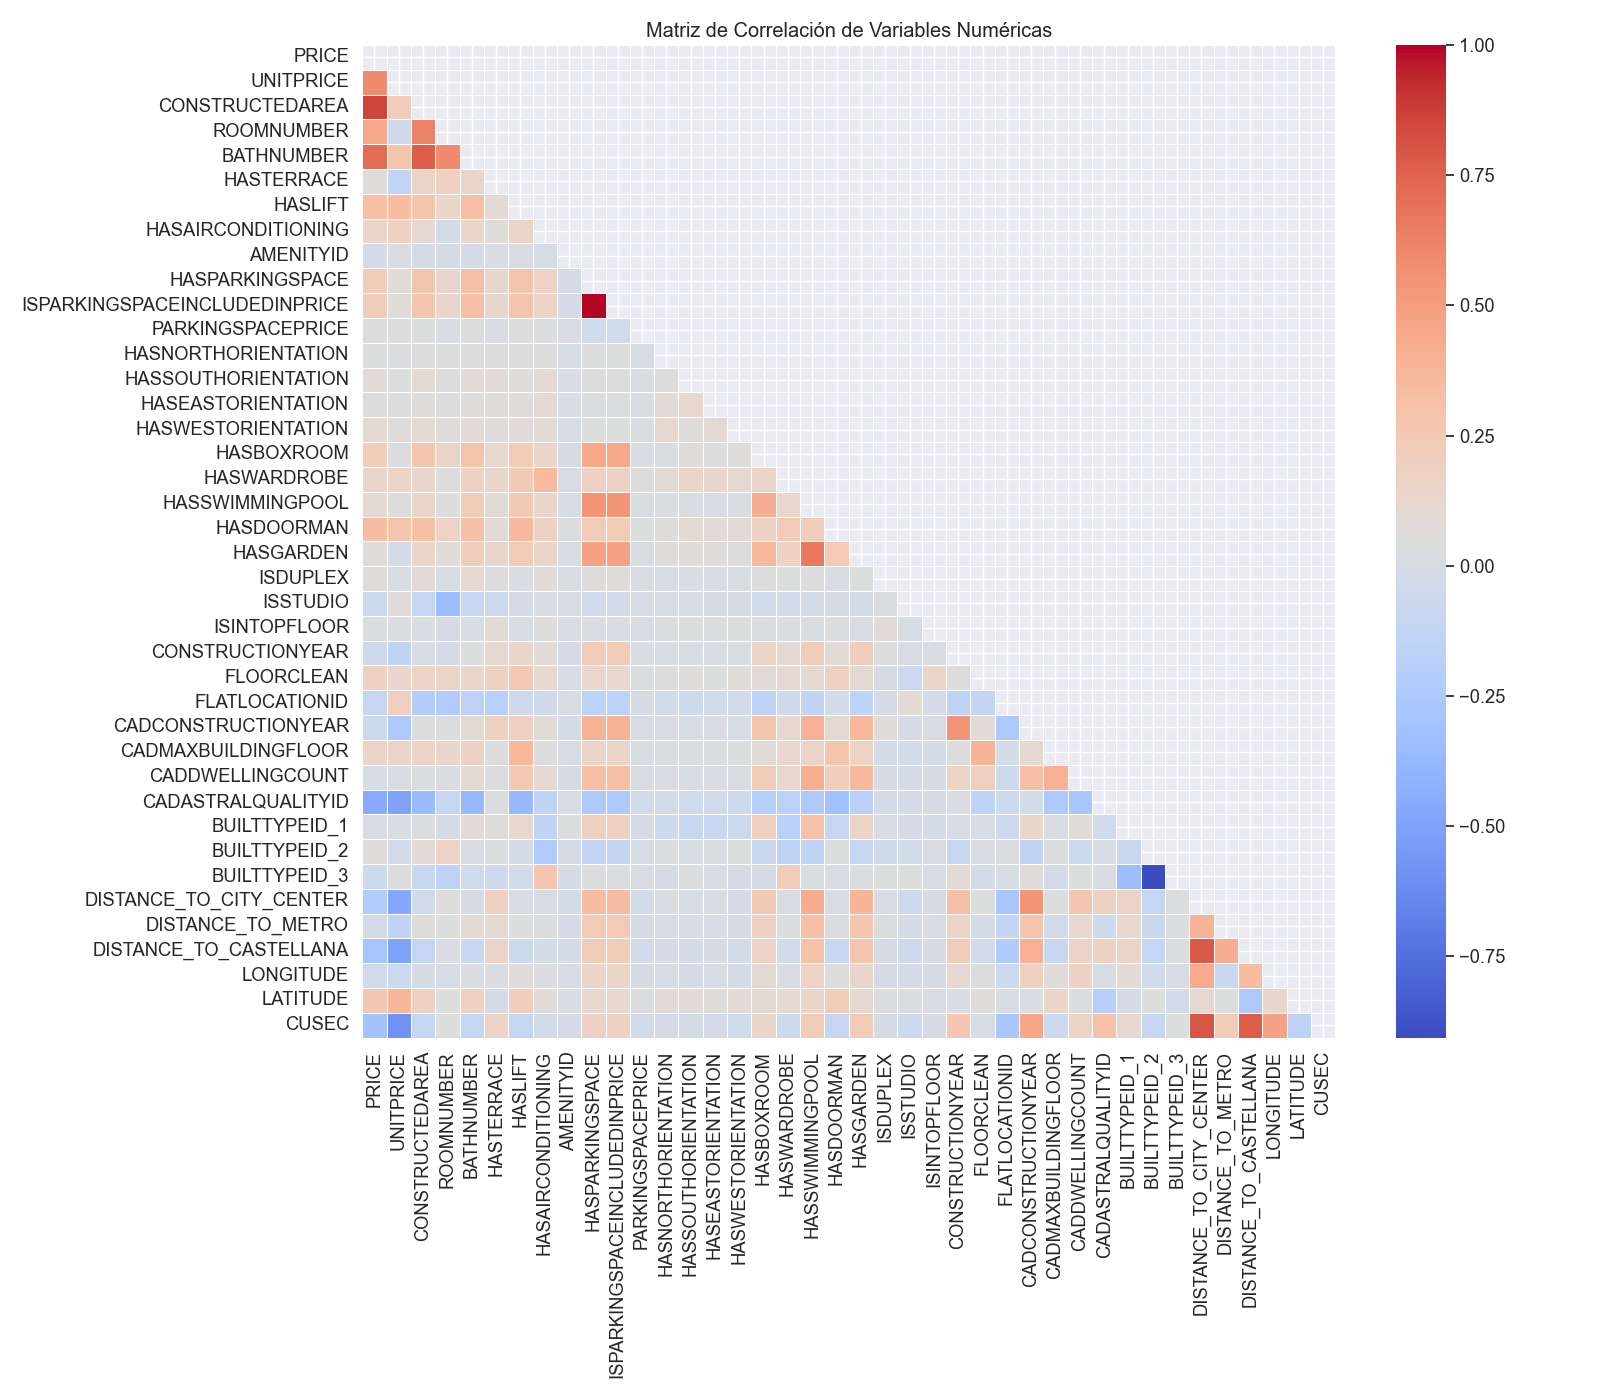 Matriz de Correlación de Variables Numéricas
PRICE
UNITPRICE
CONSTRUCTEDAREA
ROOMNUMBER
BATHNUMBER
HASTERRACE
HASLIFT
HASAIRCONDITIONING
AMENITYID
HASPARKINGSPACE
ISPARKINGSPACEINCLUDEDINPRICE
PARKINGSPACEPRICE
HASNORTHORIENTATION
HASSOUTHORIENTATION
HASEASTORIENTATION
HASWESTORIENTATION
HASBOXROOM
HASWARDROBE
HASSWIMMINGPOOL
HASDOORMAN
HASGARDEN
ISDUPLEX
ISSTUDIO
ISINTOPFLOOR
CONSTRUCTIONYEAR
FLOORCLEAN
FLATLOCATIONID
CADCONSTRUCTIONYEAR
CADMAXBUILDINGFLOOR
CADDWELLINGCOUNT
CADASTRALQUALITYID
BUILTTYPEID_1
BUILTTYPEID_2
BUILTTYPEID_3
DISTANCE_TO_CITY_CENTER
DISTANCE_TO_METRO
DISTANCE_TO_CASTELLANA
LONGITUDE
LATITUDE
CUSEC
PRICE
UNITPRICE
CONSTRUCTEDAREA
ROOMNUMBER
BATHNUMBER
HASTERRACE
HASLIFT
HASAIRCONDITIONING
AMENITYID
HASPARKINGSPACE
ISPARKINGSPACEINCLUDEDINPRICE
PARKINGSPACEPRICE
HASNORTHORIENTATION
HASSOUTHORIENTATION
HASEASTORIENTATION
HASWESTORIENTATION
HASBOXROOM
HASWARDROBE
HASSWIMMINGPOOL
HASDOORMAN
HASGARDEN
ISDUPLEX
ISSTUDIO
ISINTOPFLOOR
CONSTRUCTIONYEAR
FLOORCLEAN
FLATLOCATIONID
CADCONSTRUCTIONYEAR
CADMAXBUILDINGFLOOR
CADDWELLINGCOUNT
CADASTRALQUALITYID
BUILTTYPEID_1
BUILTTYPEID_2
BUILTTYPEID_3
DISTANCE_TO_CITY_CENTER
DISTANCE_TO_METRO
DISTANCE_TO_CASTELLANA
LONGITUDE
LATITUDE
CUSEC
1.00
0.75
0.50
0.25
0.00
−0.25
−0.50
−0.75